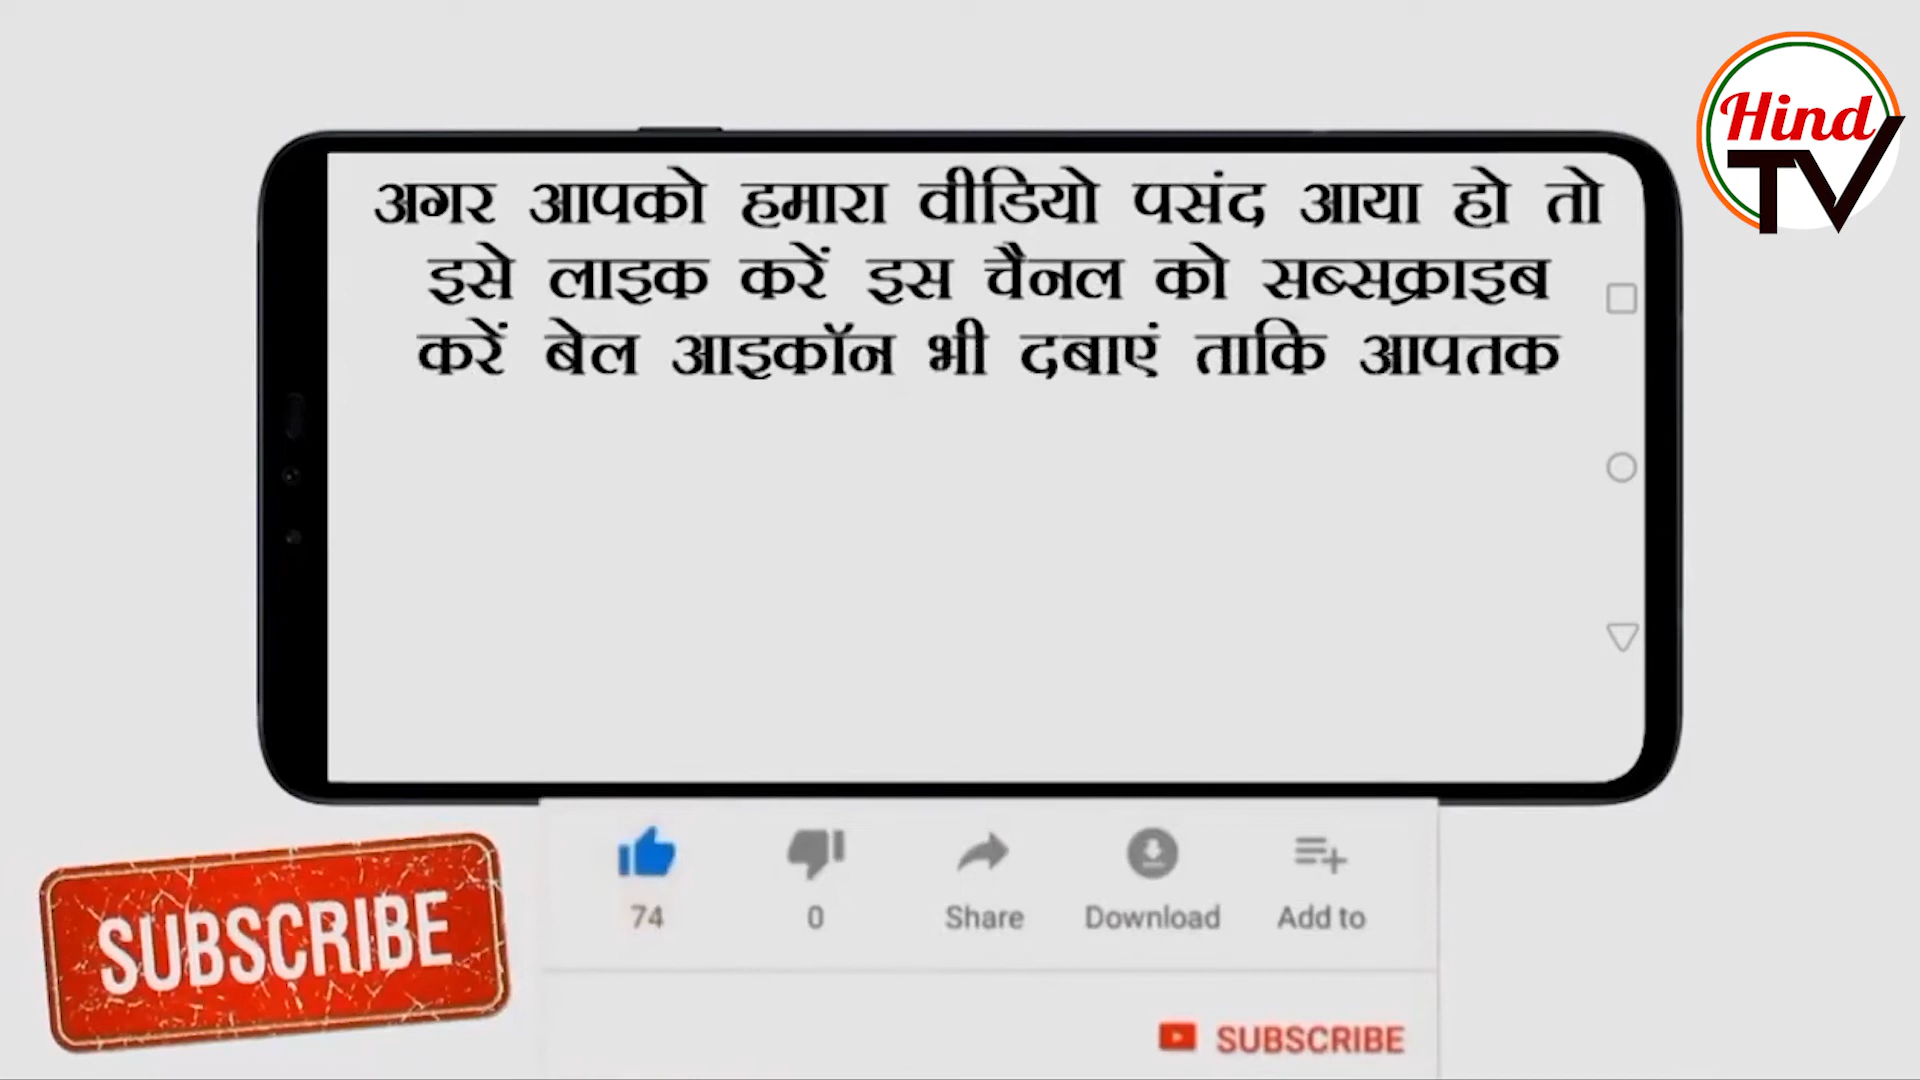 Hind
TV
अगर आपको हमारा वीडियो पसंद आया हो तो
इसे लाइक करें इस चैनल को सब्सक्राइब
करें बेल आइकॉन भी दबाएं ताकि आपतक
74
0
Share
Download
Add to
SUBSCRIBE
SUBSCRIBE